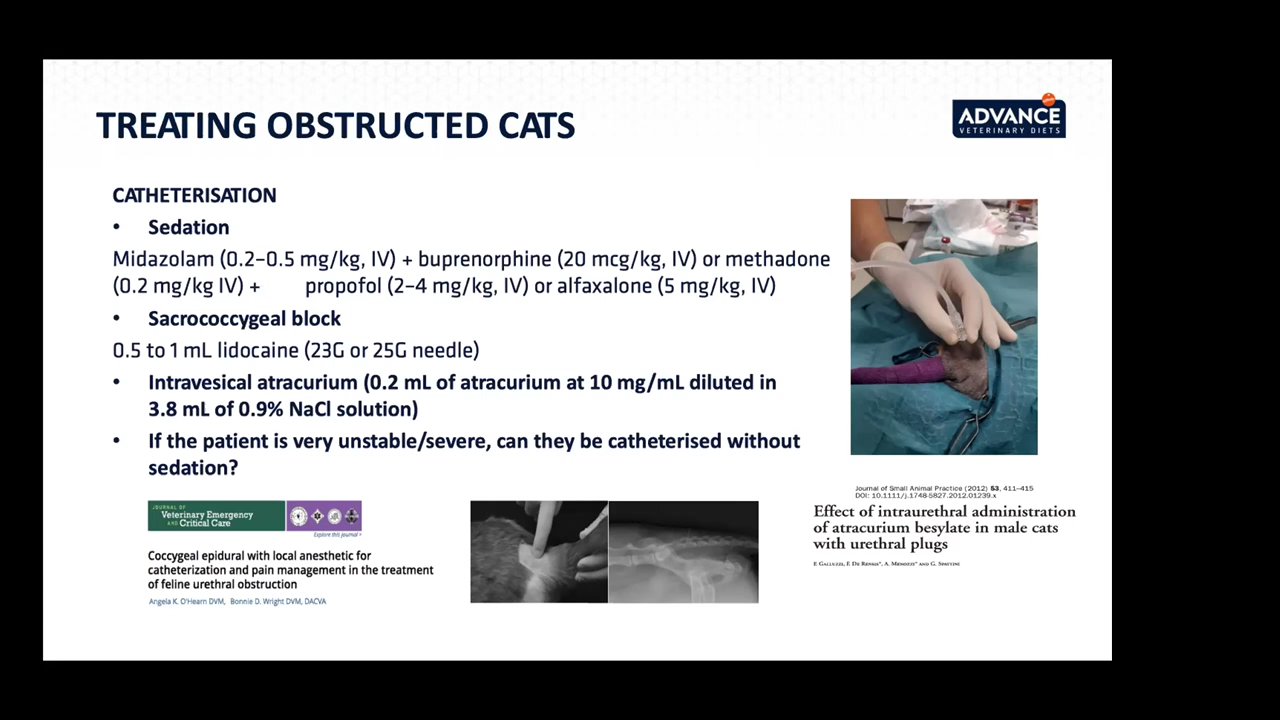 TREATING OBSTRUCTED CATS
ADVANCE
VETERINARY DIETS
CATHETERISATION
• Sedation
Midazolam (0.2–0.5 mg/kg, IV) + buprenorphine (20 mcg/kg, IV) or methadone
(0.2 mg/kg IV) + propofol (2–4 mg/kg, IV) or alfaxalone (5 mg/kg, IV)
• Sacrococcygeal block
0.5 to 1 mL lidocaine (23G or 25G needle)
• Intravesical atracurium (0.2 mL of atracurium at 10 mg/mL diluted in
3.8 mL of 0.9% NaCl solution)
• If the patient is very unstable/severe, can they be catheterised without
sedation?
JOURNAL OF
Veterinary Emergency
AND Critical Care
Explore this journal >
Coccygeal epidural with local anesthetic for
catheterization and pain management in the treatment
of feline urethral obstruction
Angela K. O'Hearn DVM, Bonnie D. Wright DVM, DACVA
Journal of Small Animal Practice (2012) 53, 411–415
DOI: 10.1111/j.1748-5827.2012.01239.x
Effect of intraurethral administration
of atracurium besylate in male cats
with urethral plugs